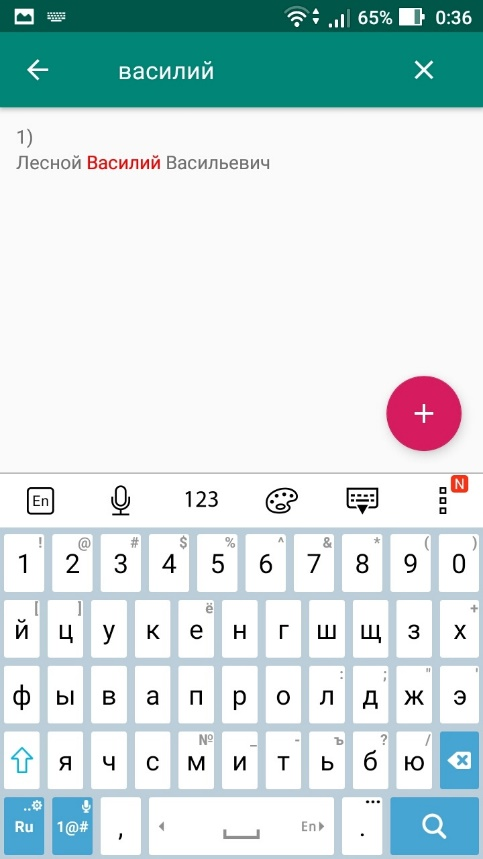 65% 0:36
василий
1)
Лесной Василий Васильевич
+
En 123 N
! @ # $ % ^ & * ( )
1 2 3 4 5 6 7 8 9 0
[ ] ё +
й ц у к е н г ш щ з х
: ; " '
ф ы в а п р о л д ж э
№ _ - ъ ? /
я ч с м и т ь б ю
Ru 1@# , En .